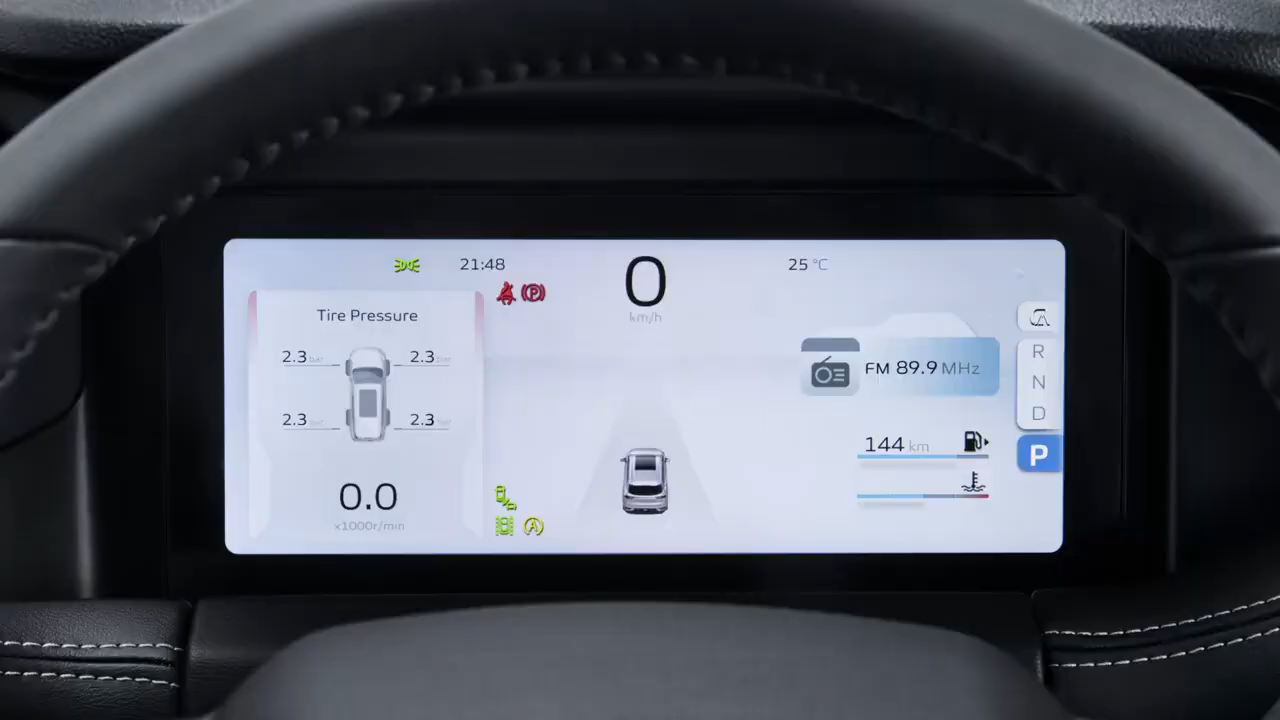 21:48
0
km/h
25 °C
Tire Pressure
2.3 bar
2.3 bar
2.3 bar
2.3 bar
0.0
x1000r/min
P
A
FM 89.9 MHz
144 km
R
N
D
P